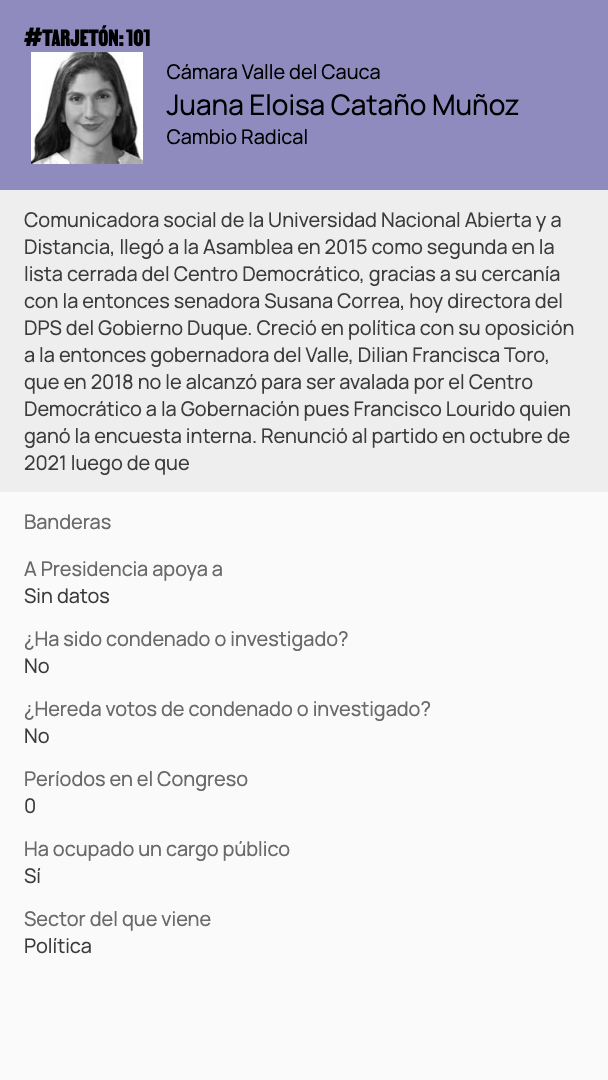 #TARJETÓN: 101
Cámara Valle del Cauca
Juana Eloisa Cataño Muñoz
Cambio Radical
Comunicadora social de la Universidad Nacional Abierta y a
Distancia, llegó a la Asamblea en 2015 como segunda en la
lista cerrada del Centro Democrático, gracias a su cercanía
con la entonces senadora Susana Correa, hoy directora del
DPS del Gobierno Duque. Creció en política con su oposición
a la entonces gobernadora del Valle, Dilian Francisca Toro,
que en 2018 no le alcanzó para ser avalada por el Centro
Democrático a la Gobernación pues Francisco Lourido quien
ganó la encuesta interna. Renunció al partido en octubre de
2021 luego de que
Banderas
A Presidencia apoya a
Sin datos
¿Ha sido condenado o investigado?
No
¿Hereda votos de condenado o investigado?
No
Períodos en el Congreso
0
Ha ocupado un cargo público
Sí
Sector del que viene
Política